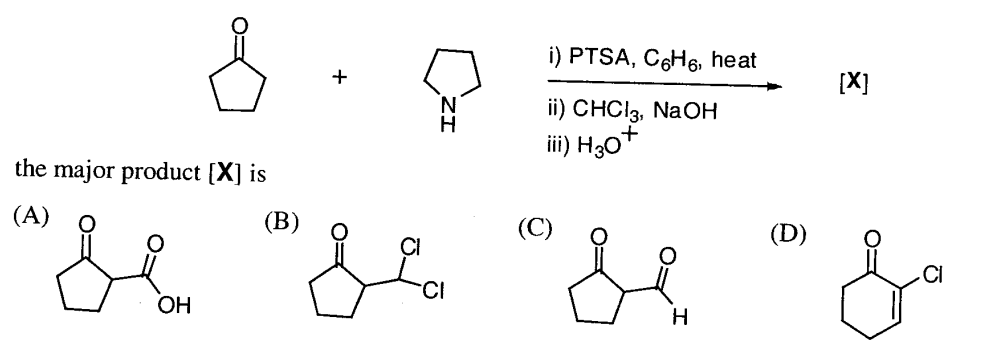 O
+
N
H
i) PTSA, C6H6, heat
ii) CHCl3, NaOH
iii) H3O+
[X]
the major product [X] is
(A)
O
O
OH
(B)
O
Cl
Cl
(C)
O
O
H
(D)
O
Cl